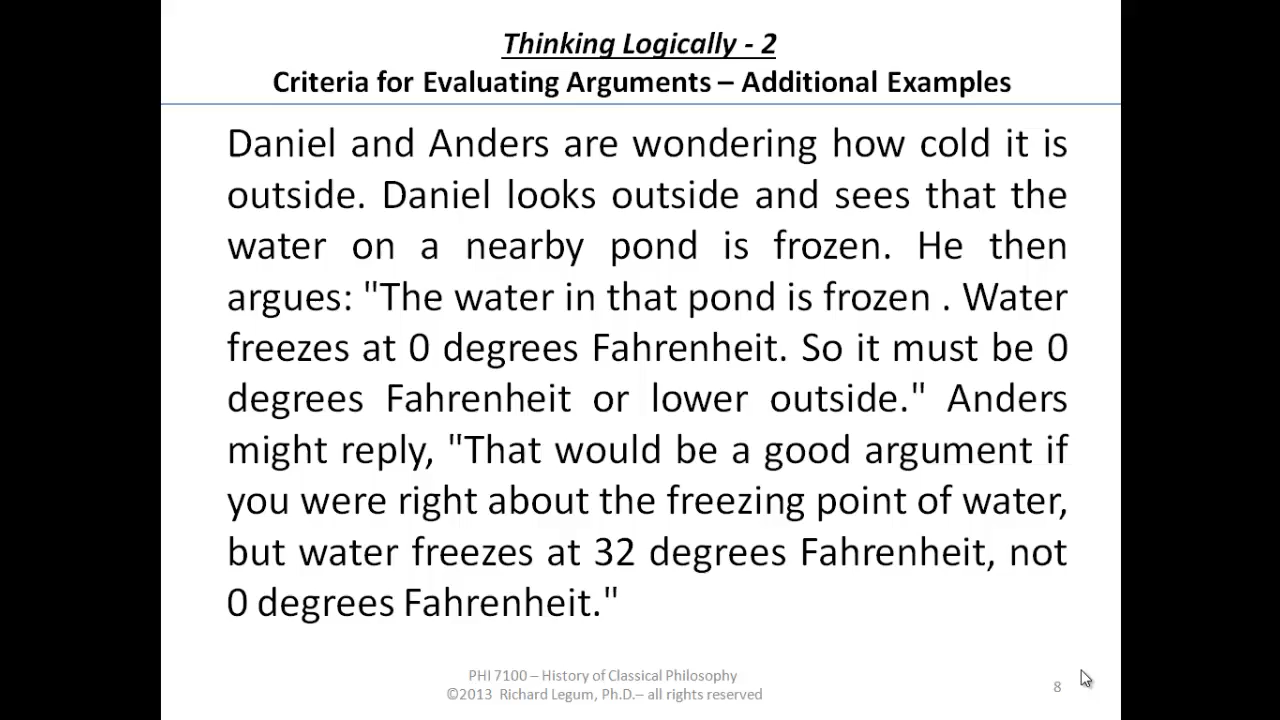 Thinking Logically - 2
Criteria for Evaluating Arguments – Additional Examples
Daniel and Anders are wondering how cold it is
outside. Daniel looks outside and sees that the
water on a nearby pond is frozen. He then
argues: "The water in that pond is frozen . Water
freezes at 0 degrees Fahrenheit. So it must be 0
degrees Fahrenheit or lower outside." Anders
might reply, "That would be a good argument if
you were right about the freezing point of water,
but water freezes at 32 degrees Fahrenheit, not
0 degrees Fahrenheit."
PHI 7100 – History of Classical Philosophy
©2013 Richard Legum, Ph.D.– all rights reserved
8